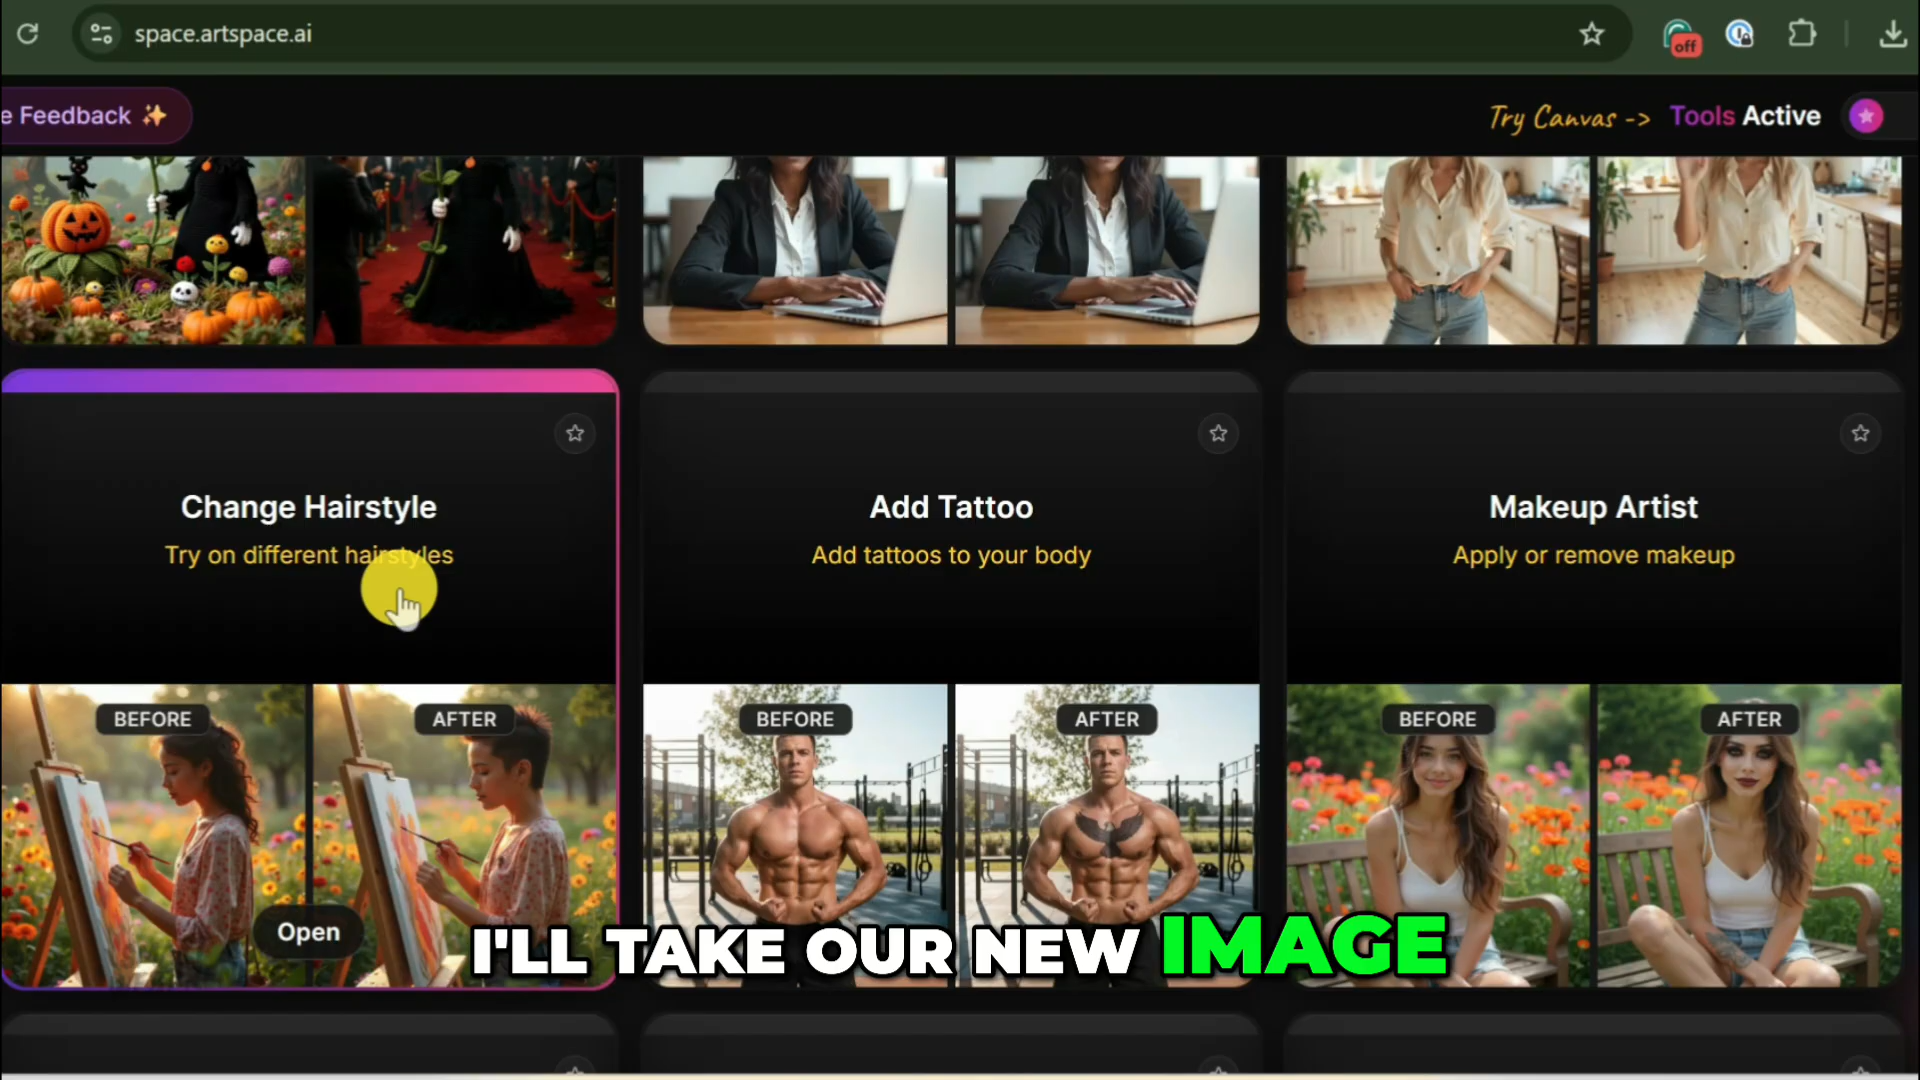 space.artspace.ai
off
e Feedback
Try Canvas ->
Tools Active
Change Hairstyle
Try on different hairstyles
Add Tattoo
Add tattoos to your body
Makeup Artist
Apply or remove makeup
BEFORE
AFTER
BEFORE
AFTER
BEFORE
AFTER
Open
I'LL TAKE OUR NEW IMAGE